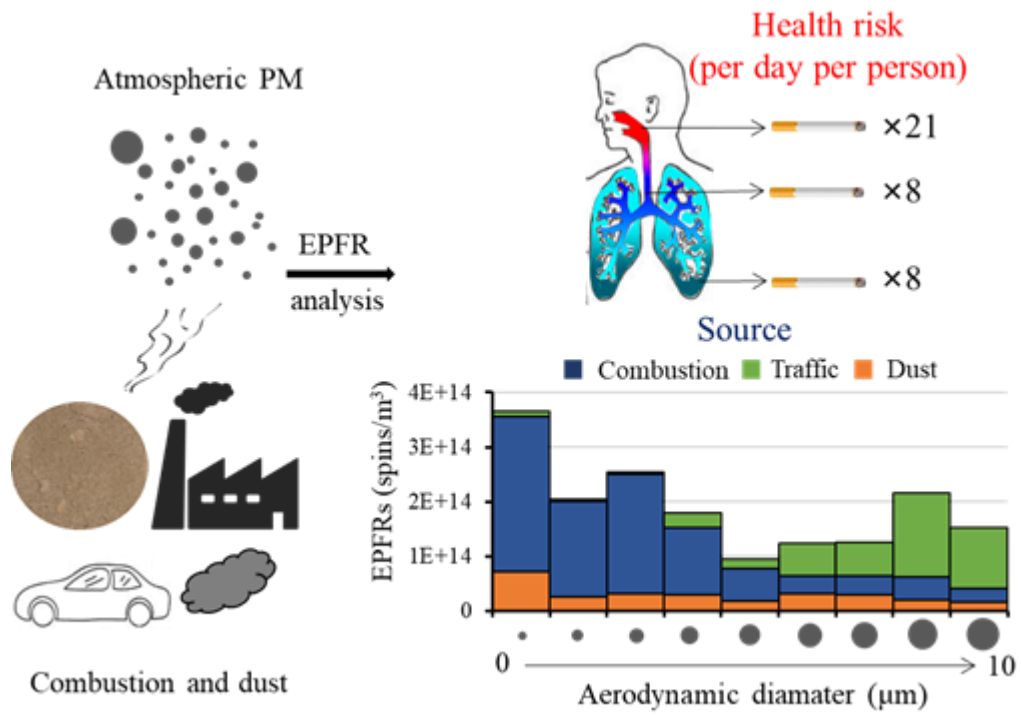 Atmospheric PM
EPFR
analysis
Combustion and dust
Health risk
(per day per person)
×21
×8
×8
Source
Combustion Traffic Dust
EPFRs (spins/m³)
4E+14
3E+14
2E+14
1E+14
0
0 10
Aerodynamic diamater (μm)